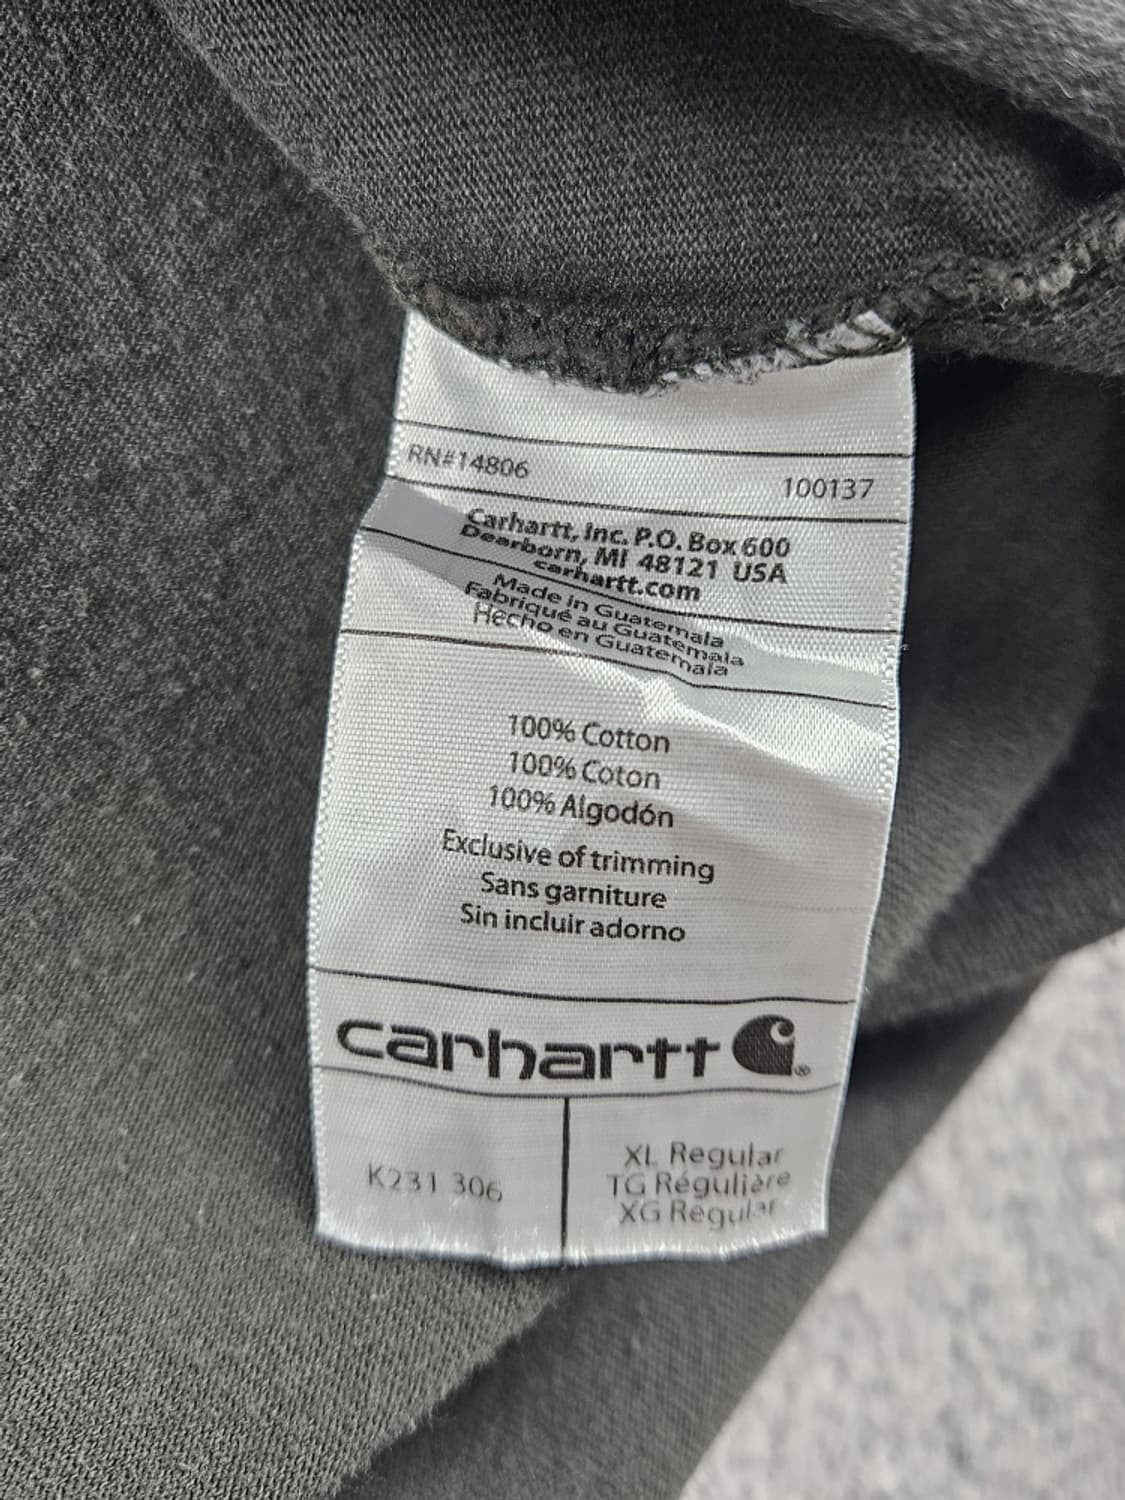 RN#14806 100137
Carhartt, Inc. P.O. Box 600
Dearborn, MI 48121 USA
carhartt.com
Made in Guatemala
Fabriqué au Guatemala
Hecho en Guatemala
100% Cotton
100% Coton
100% Algodón
Exclusive of trimming
Sans garniture
Sin incluir adorno
carhartt ®
K231 306
XL Regular
TG Régulière
XG Regular